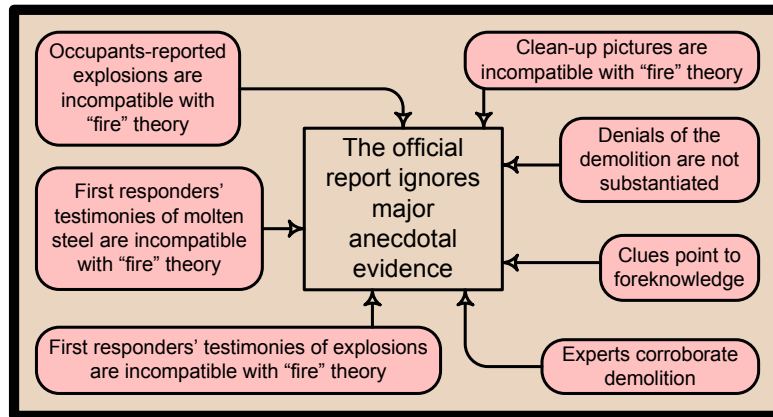 Occupants-reported
explosions are
incompatible with
“fire” theory
Clean-up pictures are
incompatible with “fire” theory
The official
report ignores
major
anecdotal
evidence
Denials of the
demolition are not
substantiated
First responders’
testimonies of molten
steel are incompatible
with “fire” theory
Clues point to
foreknowledge
First responders’ testimonies of explosions
are incompatible with “fire” theory
Experts corroborate
demolition